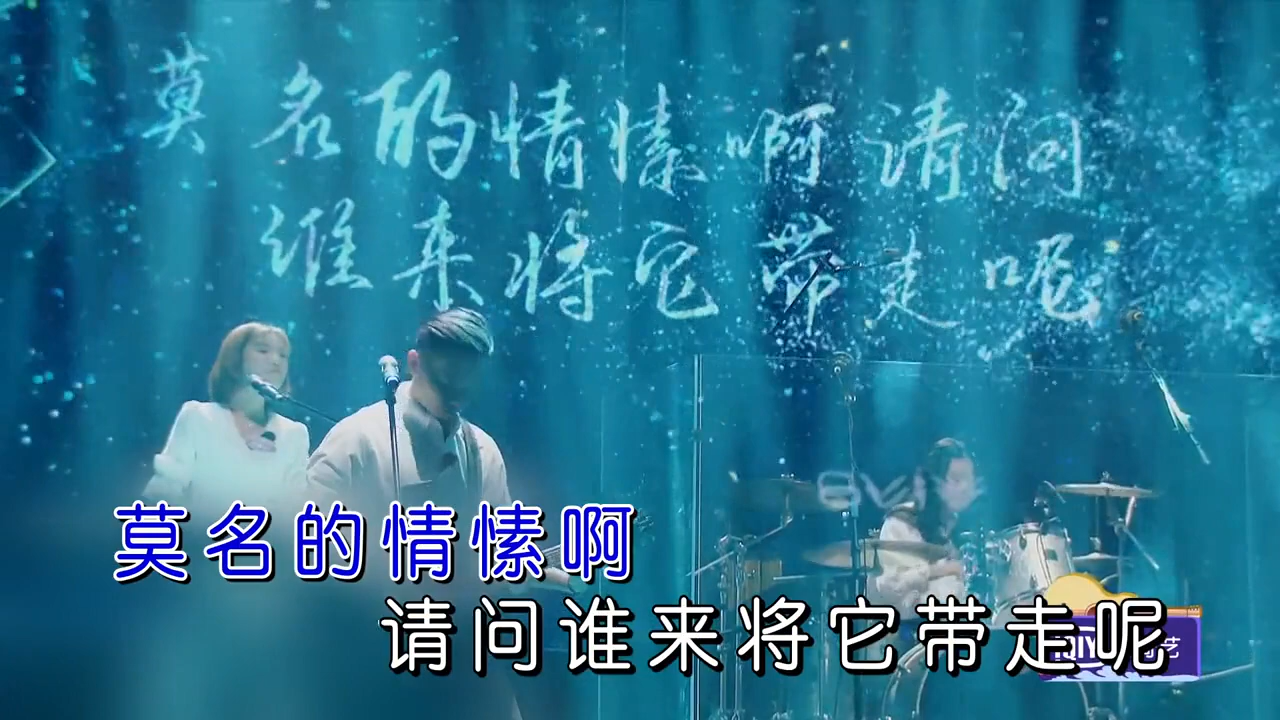 莫名的情愫啊请问
谁来将它带走呢
莫名的情愫啊
请问谁来将它带走呢